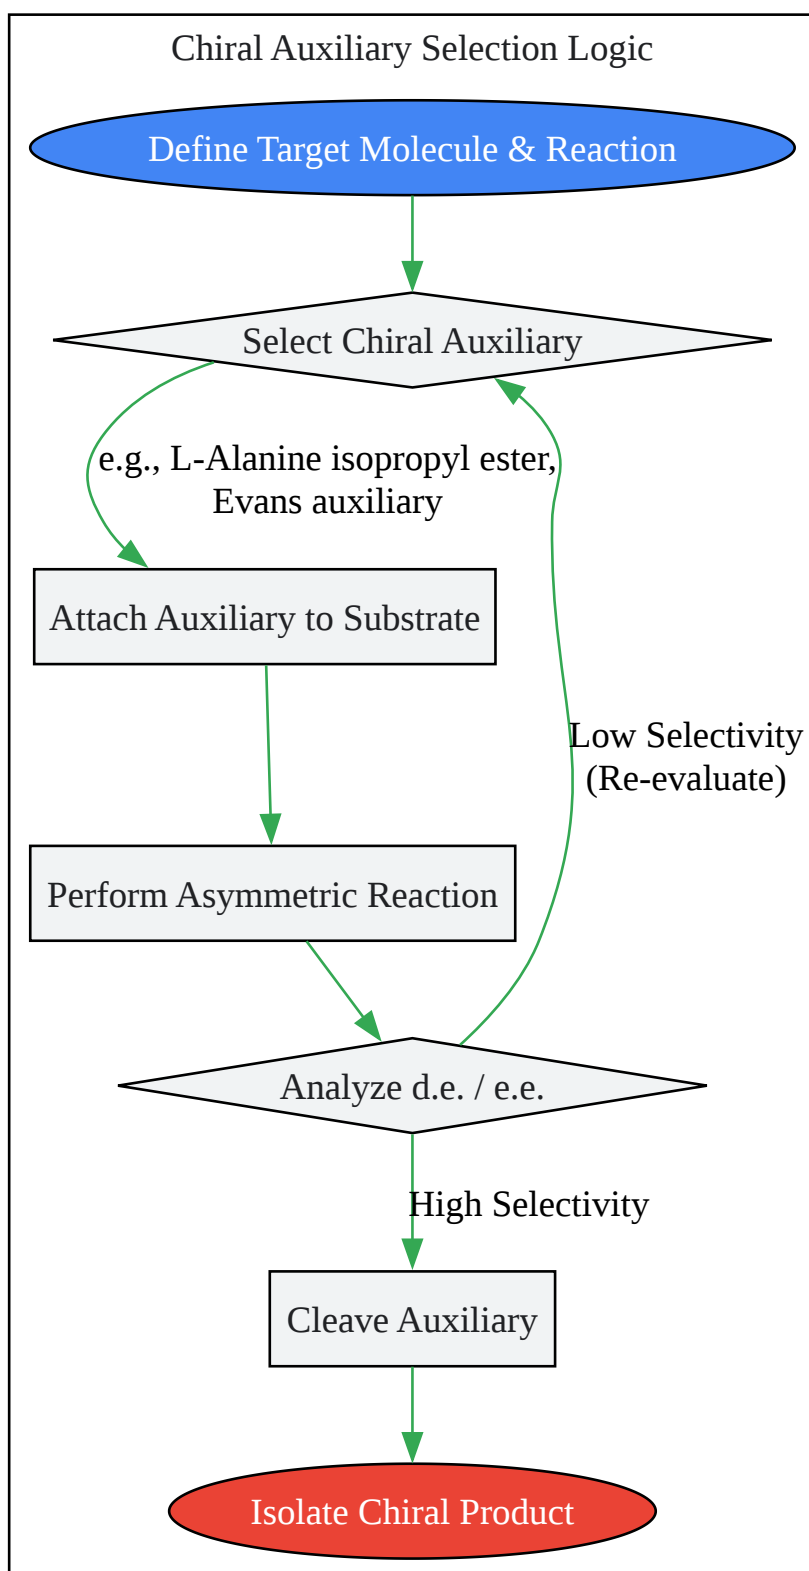 Chiral Auxiliary Selection Logic
Define Target Molecule & Reaction
Select Chiral Auxiliary
e.g., L-Alanine isopropyl ester,
Evans auxiliary
Attach Auxiliary to Substrate
Low Selectivity
(Re-evaluate)
Perform Asymmetric Reaction
Analyze d.e. / e.e.
High Selectivity
Cleave Auxiliary
Isolate Chiral Product